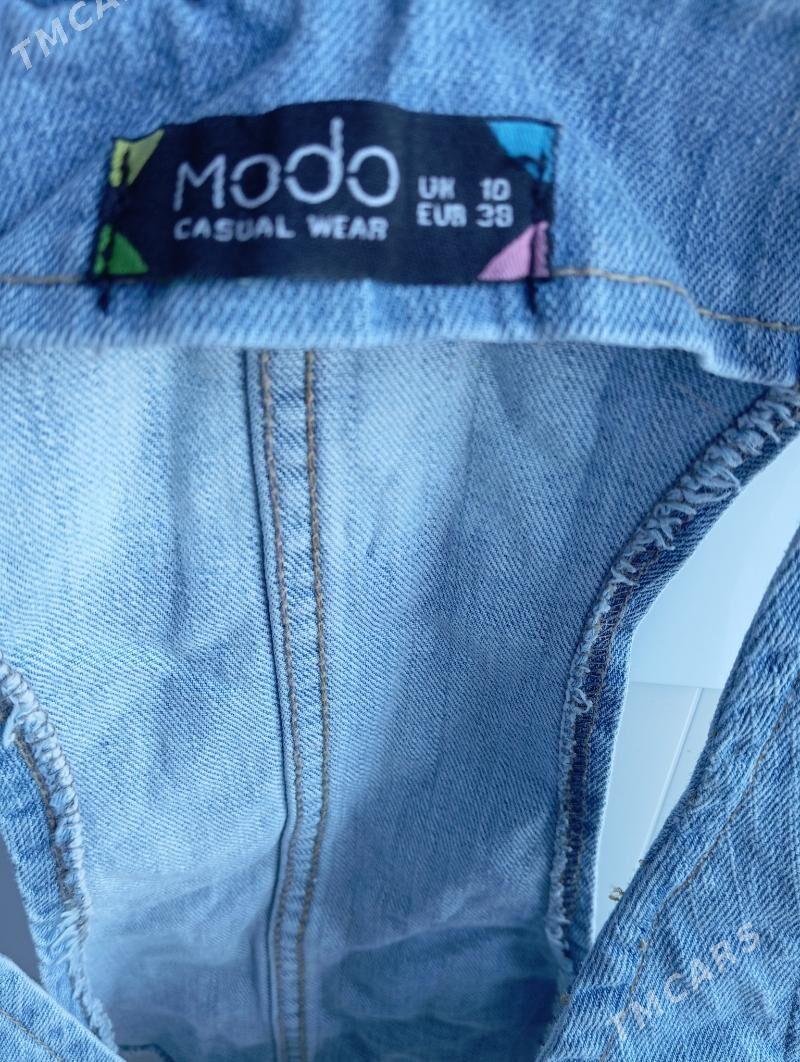 TMCARS
Modo
CASUAL WEAR
UK 10
EUR 38
TMCARS